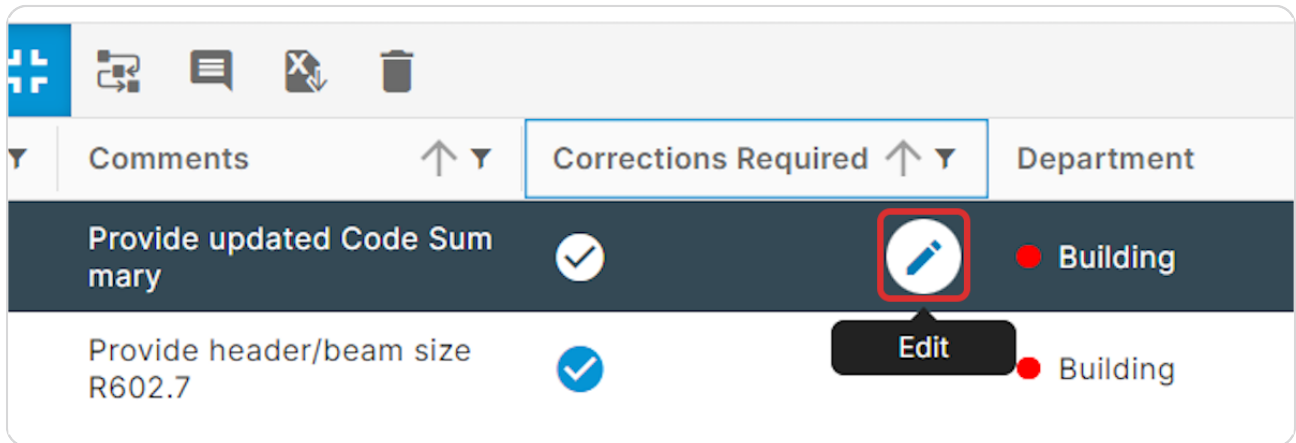 Comments
Corrections Required
Department
Provide updated Code Sum
mary
Building
Edit
Provide header/beam size
R602.7
Building